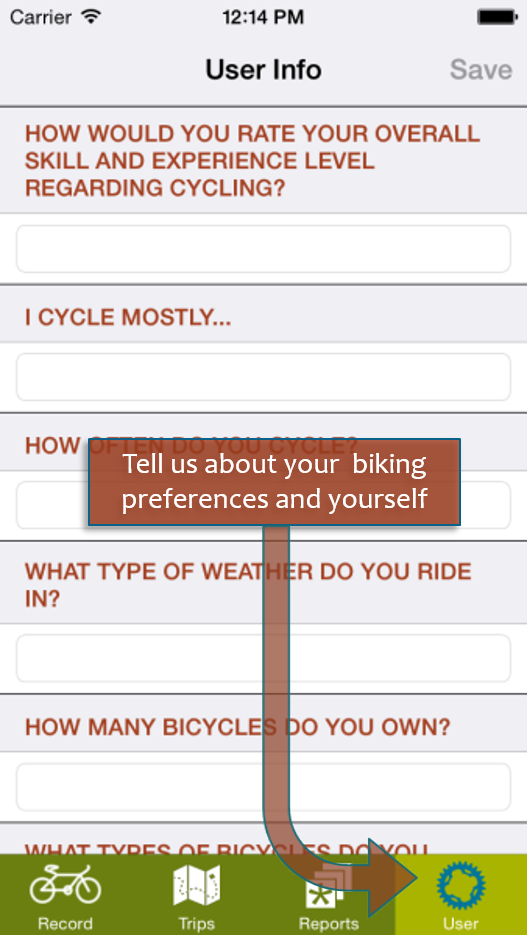 Carrier 12:14 PM
User Info Save
HOW WOULD YOU RATE YOUR OVERALL
SKILL AND EXPERIENCE LEVEL
REGARDING CYCLING?
I CYCLE MOSTLY...
HOW OFTEN DO YOU CYCLE?
Tell us about your biking
preferences and yourself
WHAT TYPE OF WEATHER DO YOU RIDE
IN?
HOW MANY BICYCLES DO YOU OWN?
WHAT TYPES OF BICYCLES DO YOU
Record Trips Reports User